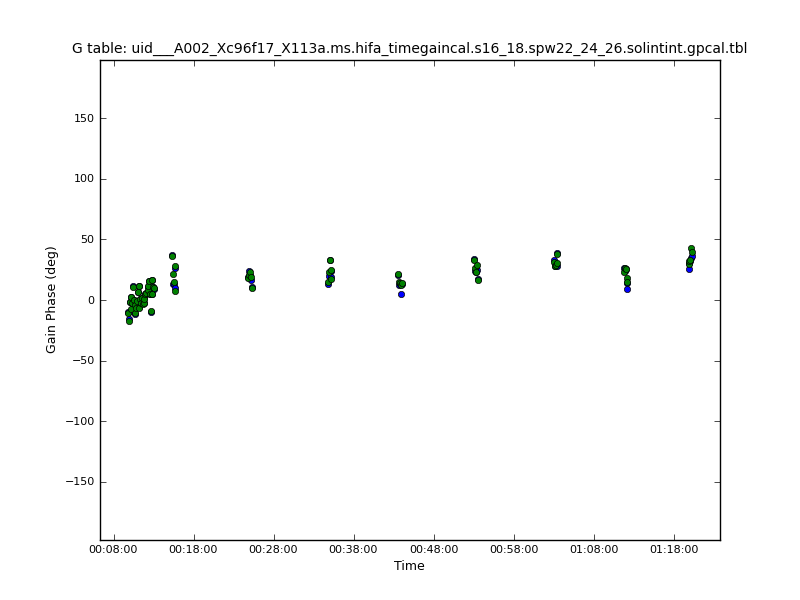 G table: uid___A002_Xc96f17_X113a.ms.hifa_timegaincal.s16_18.spw22_24_26.solintint.gpcal.tbl
150
100
50
0
−50
−100
−150
Gain Phase (deg)
00:08:00 00:18:00 00:28:00 00:38:00 00:48:00 00:58:00 01:08:00 01:18:00
Time